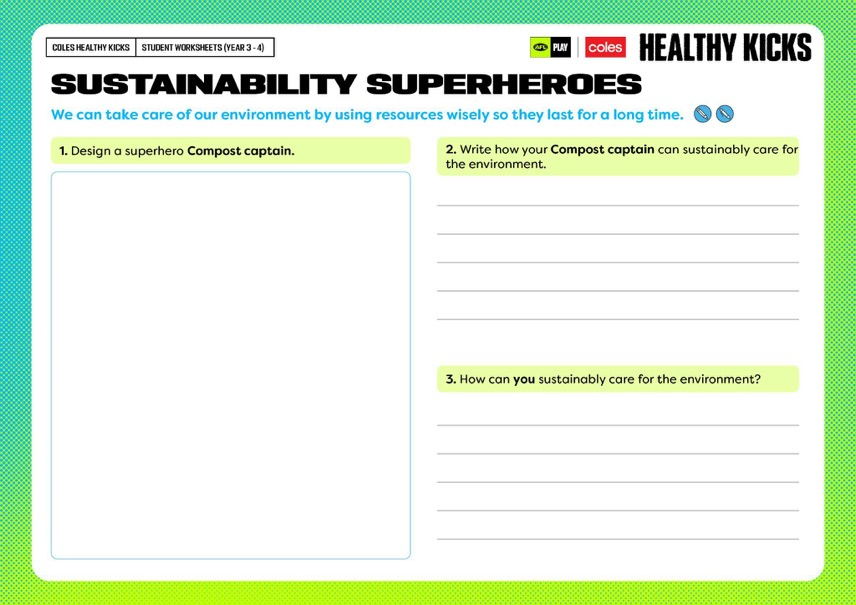 COLES HEALTHY KICKS STUDENT WORKSHEETS (YEAR 3 - 4)
AFL PLAY coles HEALTHY KICKS
SUSTAINABILITY SUPERHEROES
We can take care of our environment by using resources wisely so they last for a long time.
1. Design a superhero Compost captain.
2. Write how your Compost captain can sustainably care for
the environment.
3. How can you sustainably care for the environment?